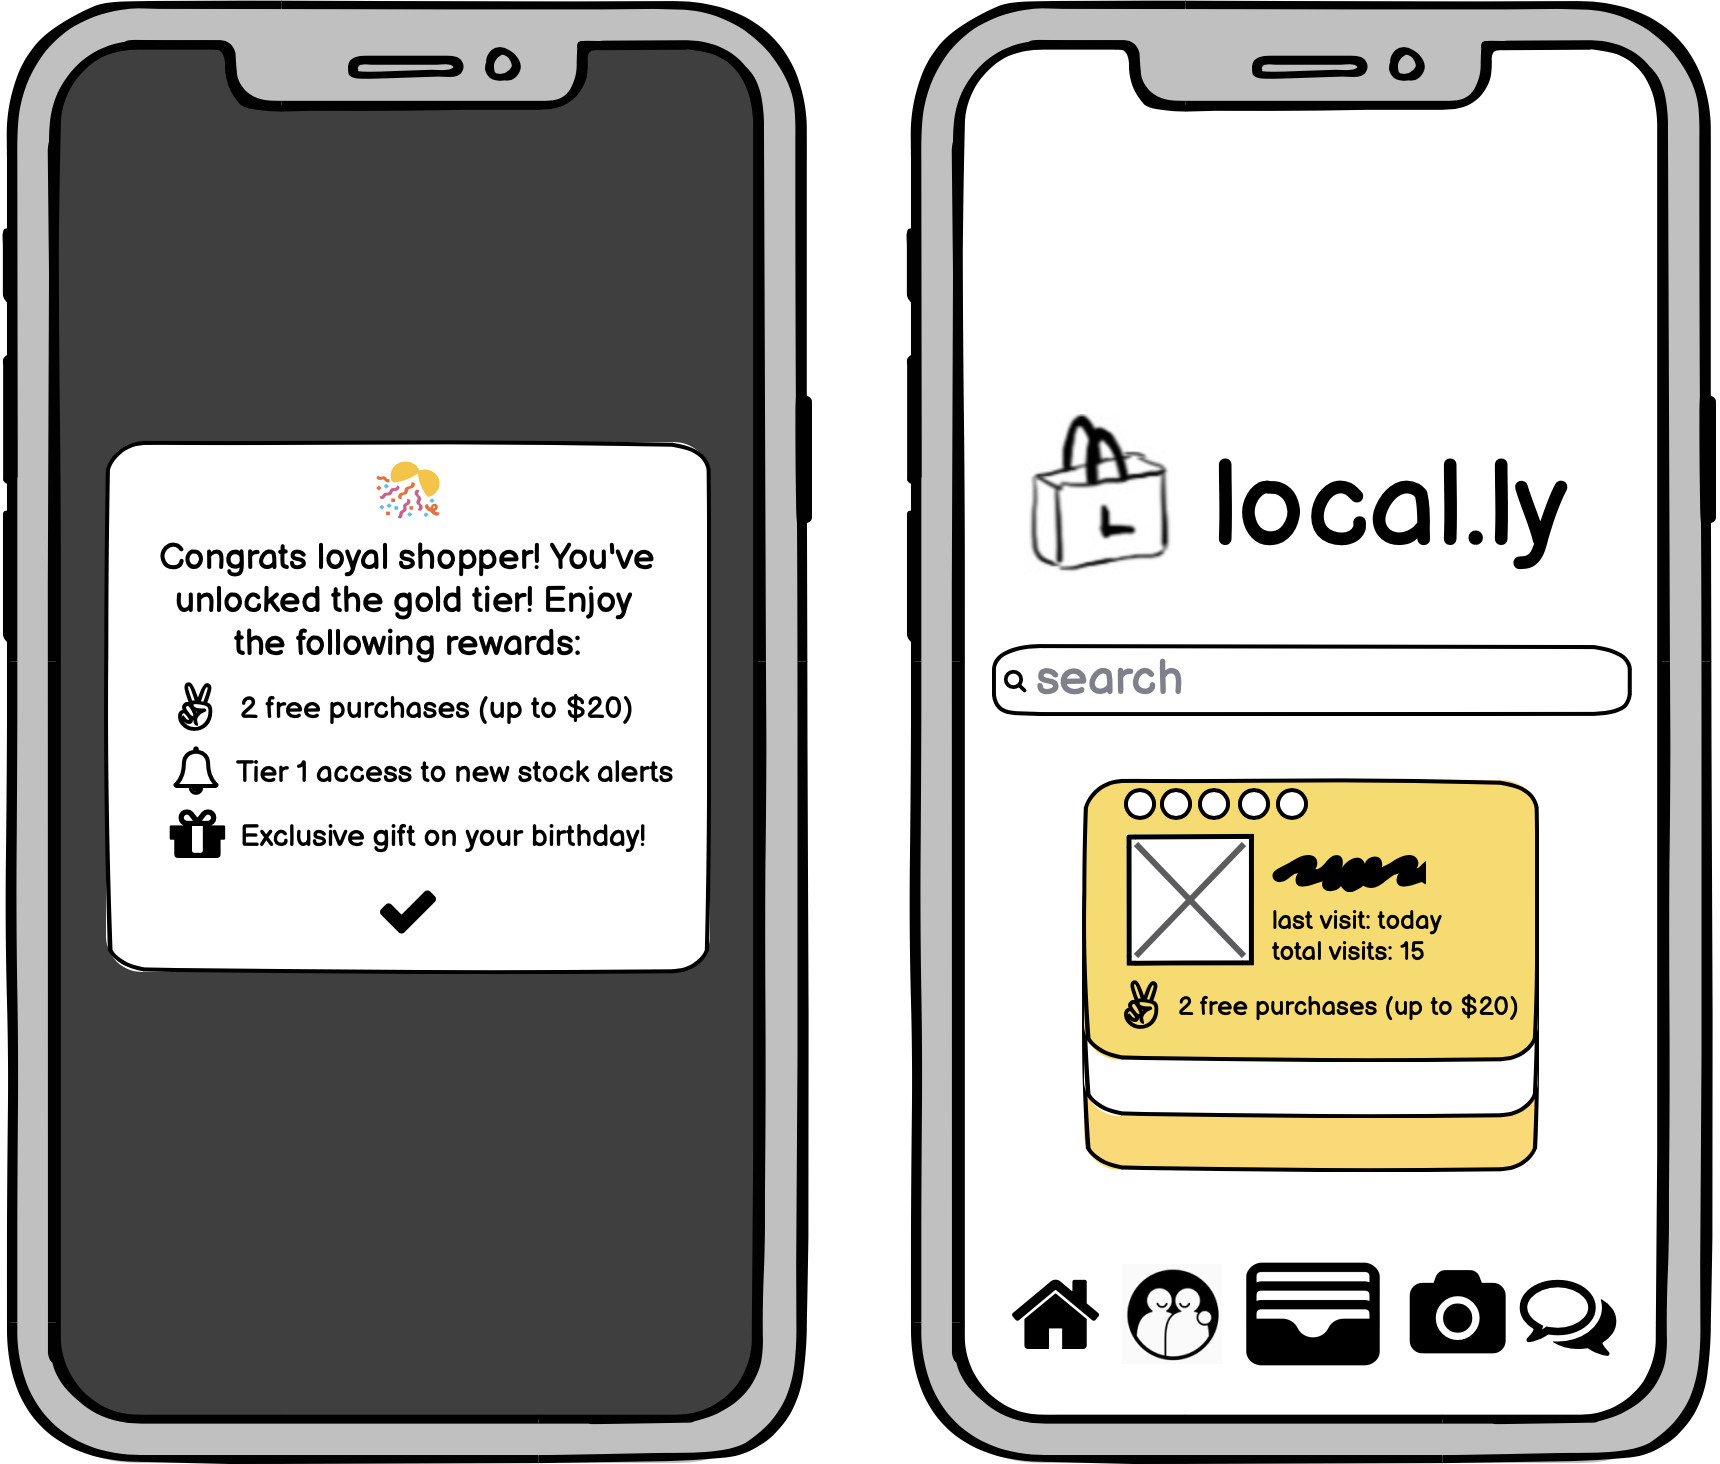 Congrats loyal shopper! You've
unlocked the gold tier! Enjoy
the following rewards:
2 free purchases (up to $20)
Tier 1 access to new stock alerts
Exclusive gift on your birthday!
L
local.ly
search
last visit: today
total visits: 15
2 free purchases (up to $20)